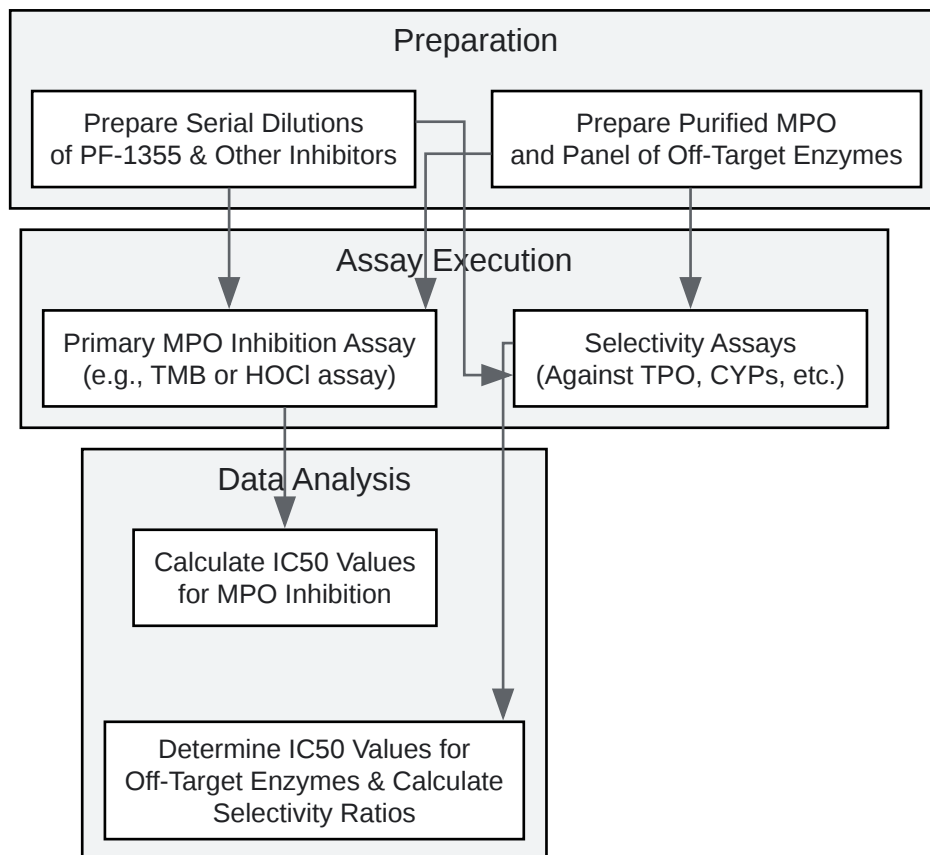 Preparation
Prepare Serial Dilutions
of PF-1355 & Other Inhibitors
Prepare Purified MPO
and Panel of Off-Target Enzymes
Assay Execution
Primary MPO Inhibition Assay
(e.g., TMB or HOCl assay)
Selectivity Assays
(Against TPO, CYPs, etc.)
Data Analysis
Calculate IC50 Values
for MPO Inhibition
Determine IC50 Values for
Off-Target Enzymes & Calculate
Selectivity Ratios